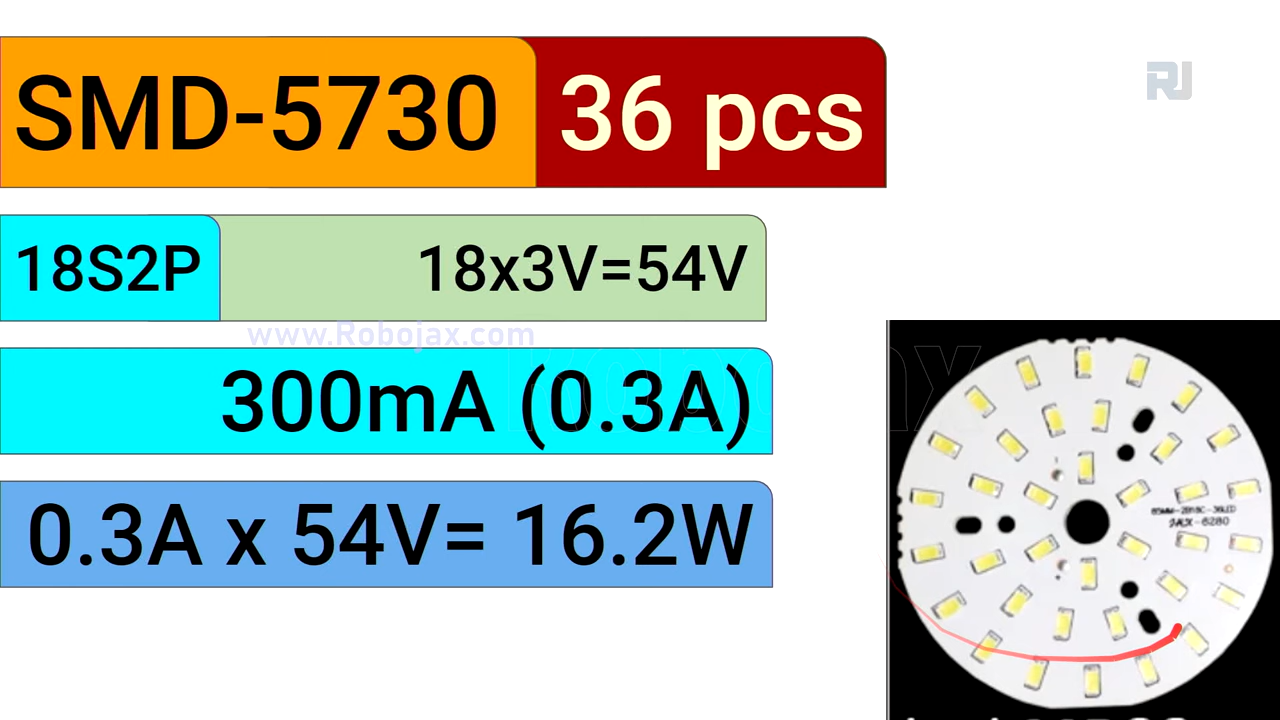 SMD-5730 36 pcs
RJ
18S2P 18x3V=54V
www.Robojax.com
300mA (0.3A)
0.3A x 54V= 16.2W